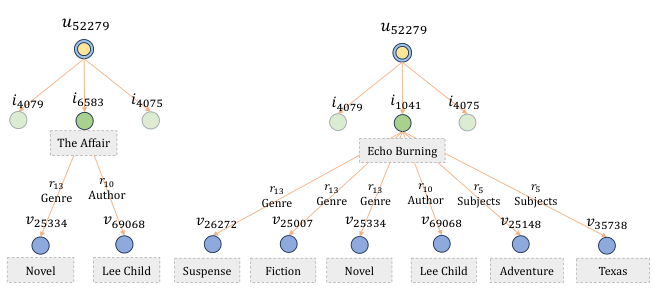 u52279 u52279
i4079 i6583 i4075 i4079 i1041 i4075
The Affair Echo Burning
r13 Genre r10 Author r13 Genre r13 Genre r13 Genre r10 Author r5 Subjects r5 Subjects
v25334 v69068 v26272 v25007 v25334 v69068 v25148 v35738
Novel Lee Child Suspense Fiction Novel Lee Child Adventure Texas